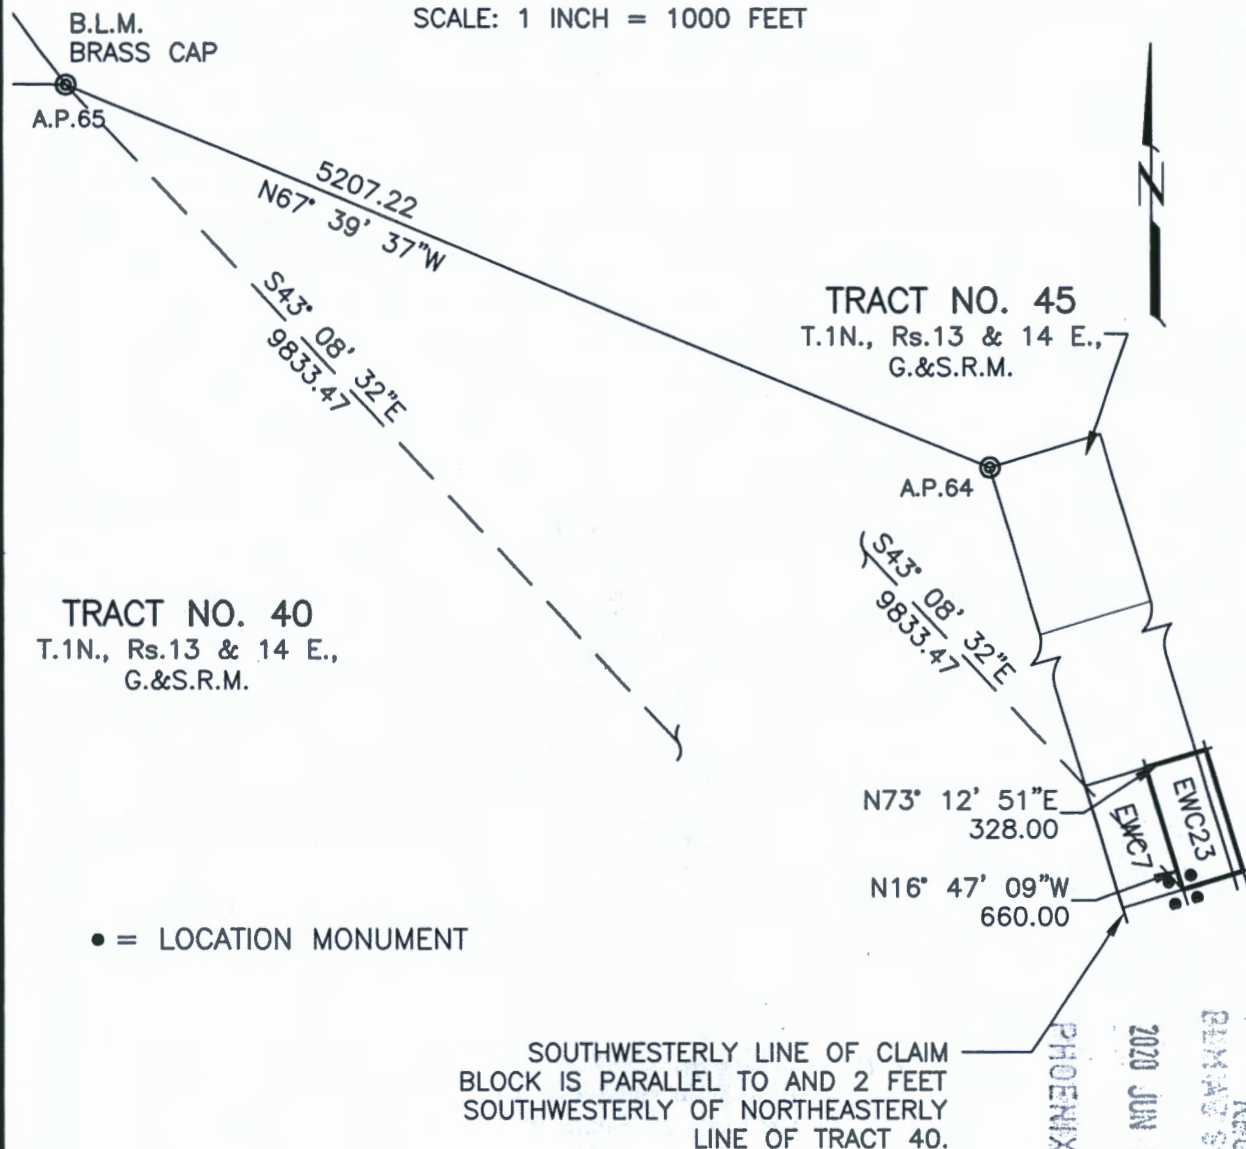 SCALE: 1 INCH = 1000 FEET
B.L.M.
BRASS CAP
A.P.65
5207.22
N67° 39' 37"W
S43° 08' 32"E
9833.47
TRACT NO. 45
T.1N., Rs.13 & 14 E.,
G.&S.R.M.
N
A.P.64
S43° 08' 32"E
9833.47
TRACT NO. 40
T.1N., Rs.13 & 14 E.,
G.&S.R.M.
N73° 12' 51"E
328.00
EWC7
EWC23
N16° 47' 09"W
660.00
● = LOCATION MONUMENT
SOUTHWESTERLY LINE OF CLAIM
BLOCK IS PARALLEL TO AND 2 FEET
SOUTHWESTERLY OF NORTHEASTERLY
LINE OF TRACT 40.
2020 JUN
PHOENIX